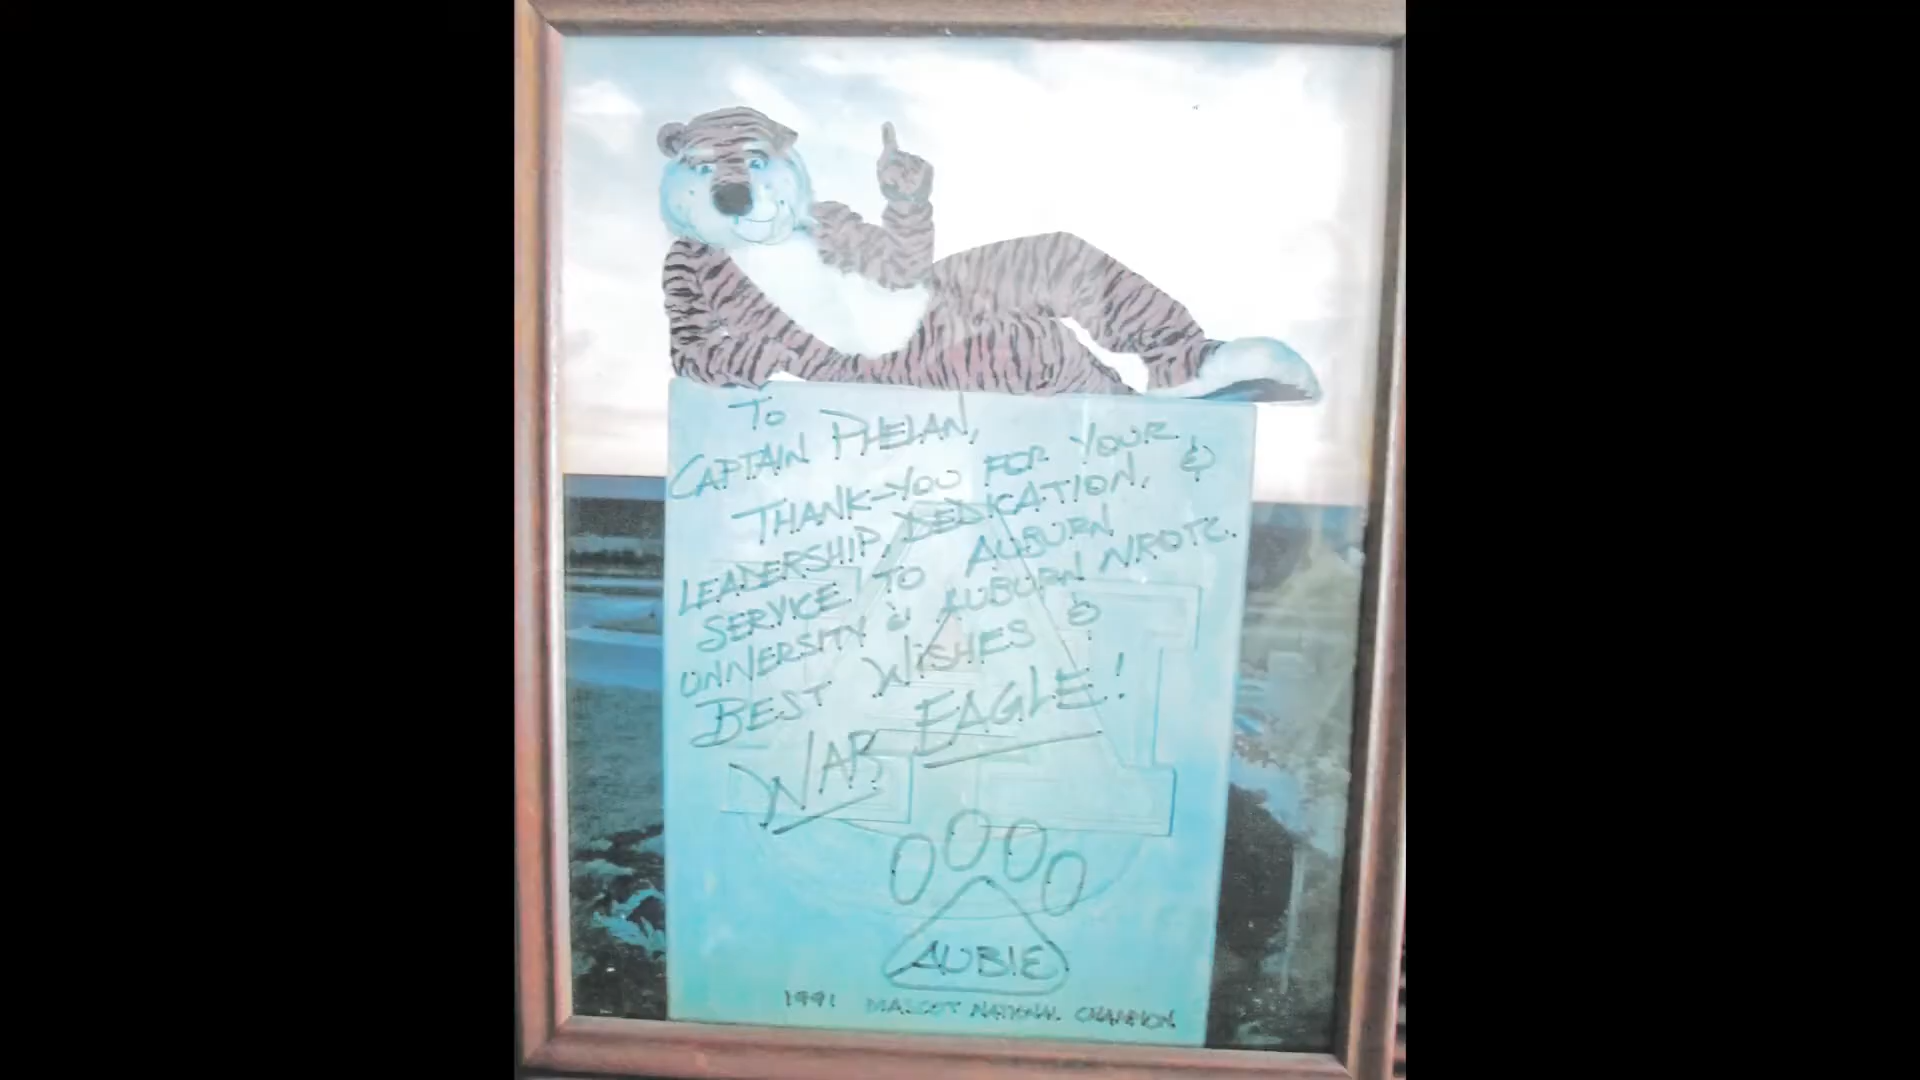 To
CAPTAIN PHELAN,
THANK-YOU FOR YOUR
LEADERSHIP, DEDICATION, &
SERVICE TO AUBURN
UNIVERSITY & AUBURN NROTC.
BEST WISHES &
WAR EAGLE!
AUBIE
1991 MASCOT NATIONAL CHAMPION